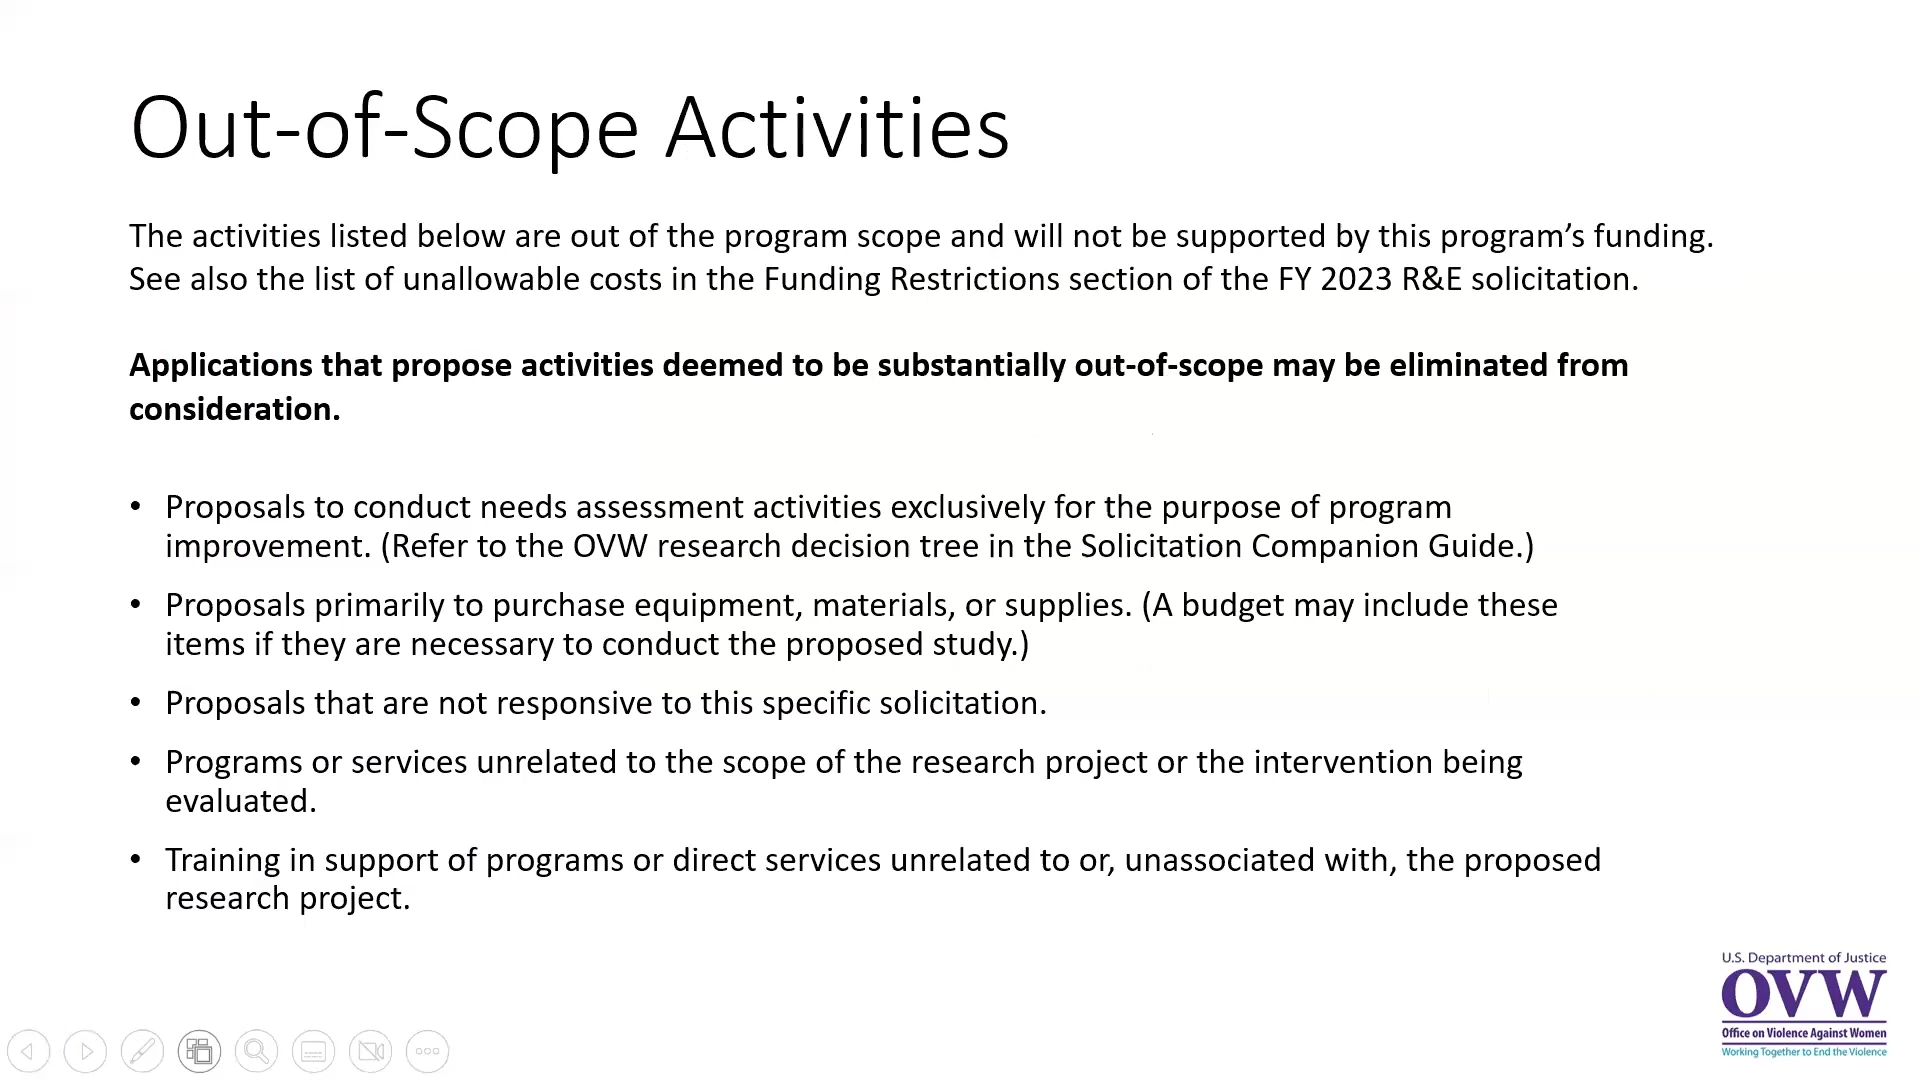 Out-of-Scope Activities
The activities listed below are out of the program scope and will not be supported by this program’s funding.
See also the list of unallowable costs in the Funding Restrictions section of the FY 2023 R&E solicitation.
Applications that propose activities deemed to be substantially out-of-scope may be eliminated from
consideration.
• Proposals to conduct needs assessment activities exclusively for the purpose of program
improvement. (Refer to the OVW research decision tree in the Solicitation Companion Guide.)
• Proposals primarily to purchase equipment, materials, or supplies. (A budget may include these
items if they are necessary to conduct the proposed study.)
• Proposals that are not responsive to this specific solicitation.
• Programs or services unrelated to the scope of the research project or the intervention being
evaluated.
• Training in support of programs or direct services unrelated to or, unassociated with, the proposed
research project.
U.S. Department of Justice
OVW
Office on Violence Against Women
Working Together to End the Violence